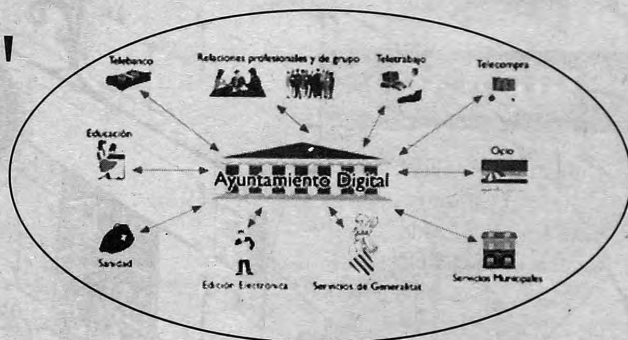 Telebanco
Relaciones profesionales y de grupo
Teletrabajo
Telecompra
Educación
Ayuntamiento Digital
Ocio
Sanidad
Edición Electrónica
Servicios de Generalitat
Servicios Municipales